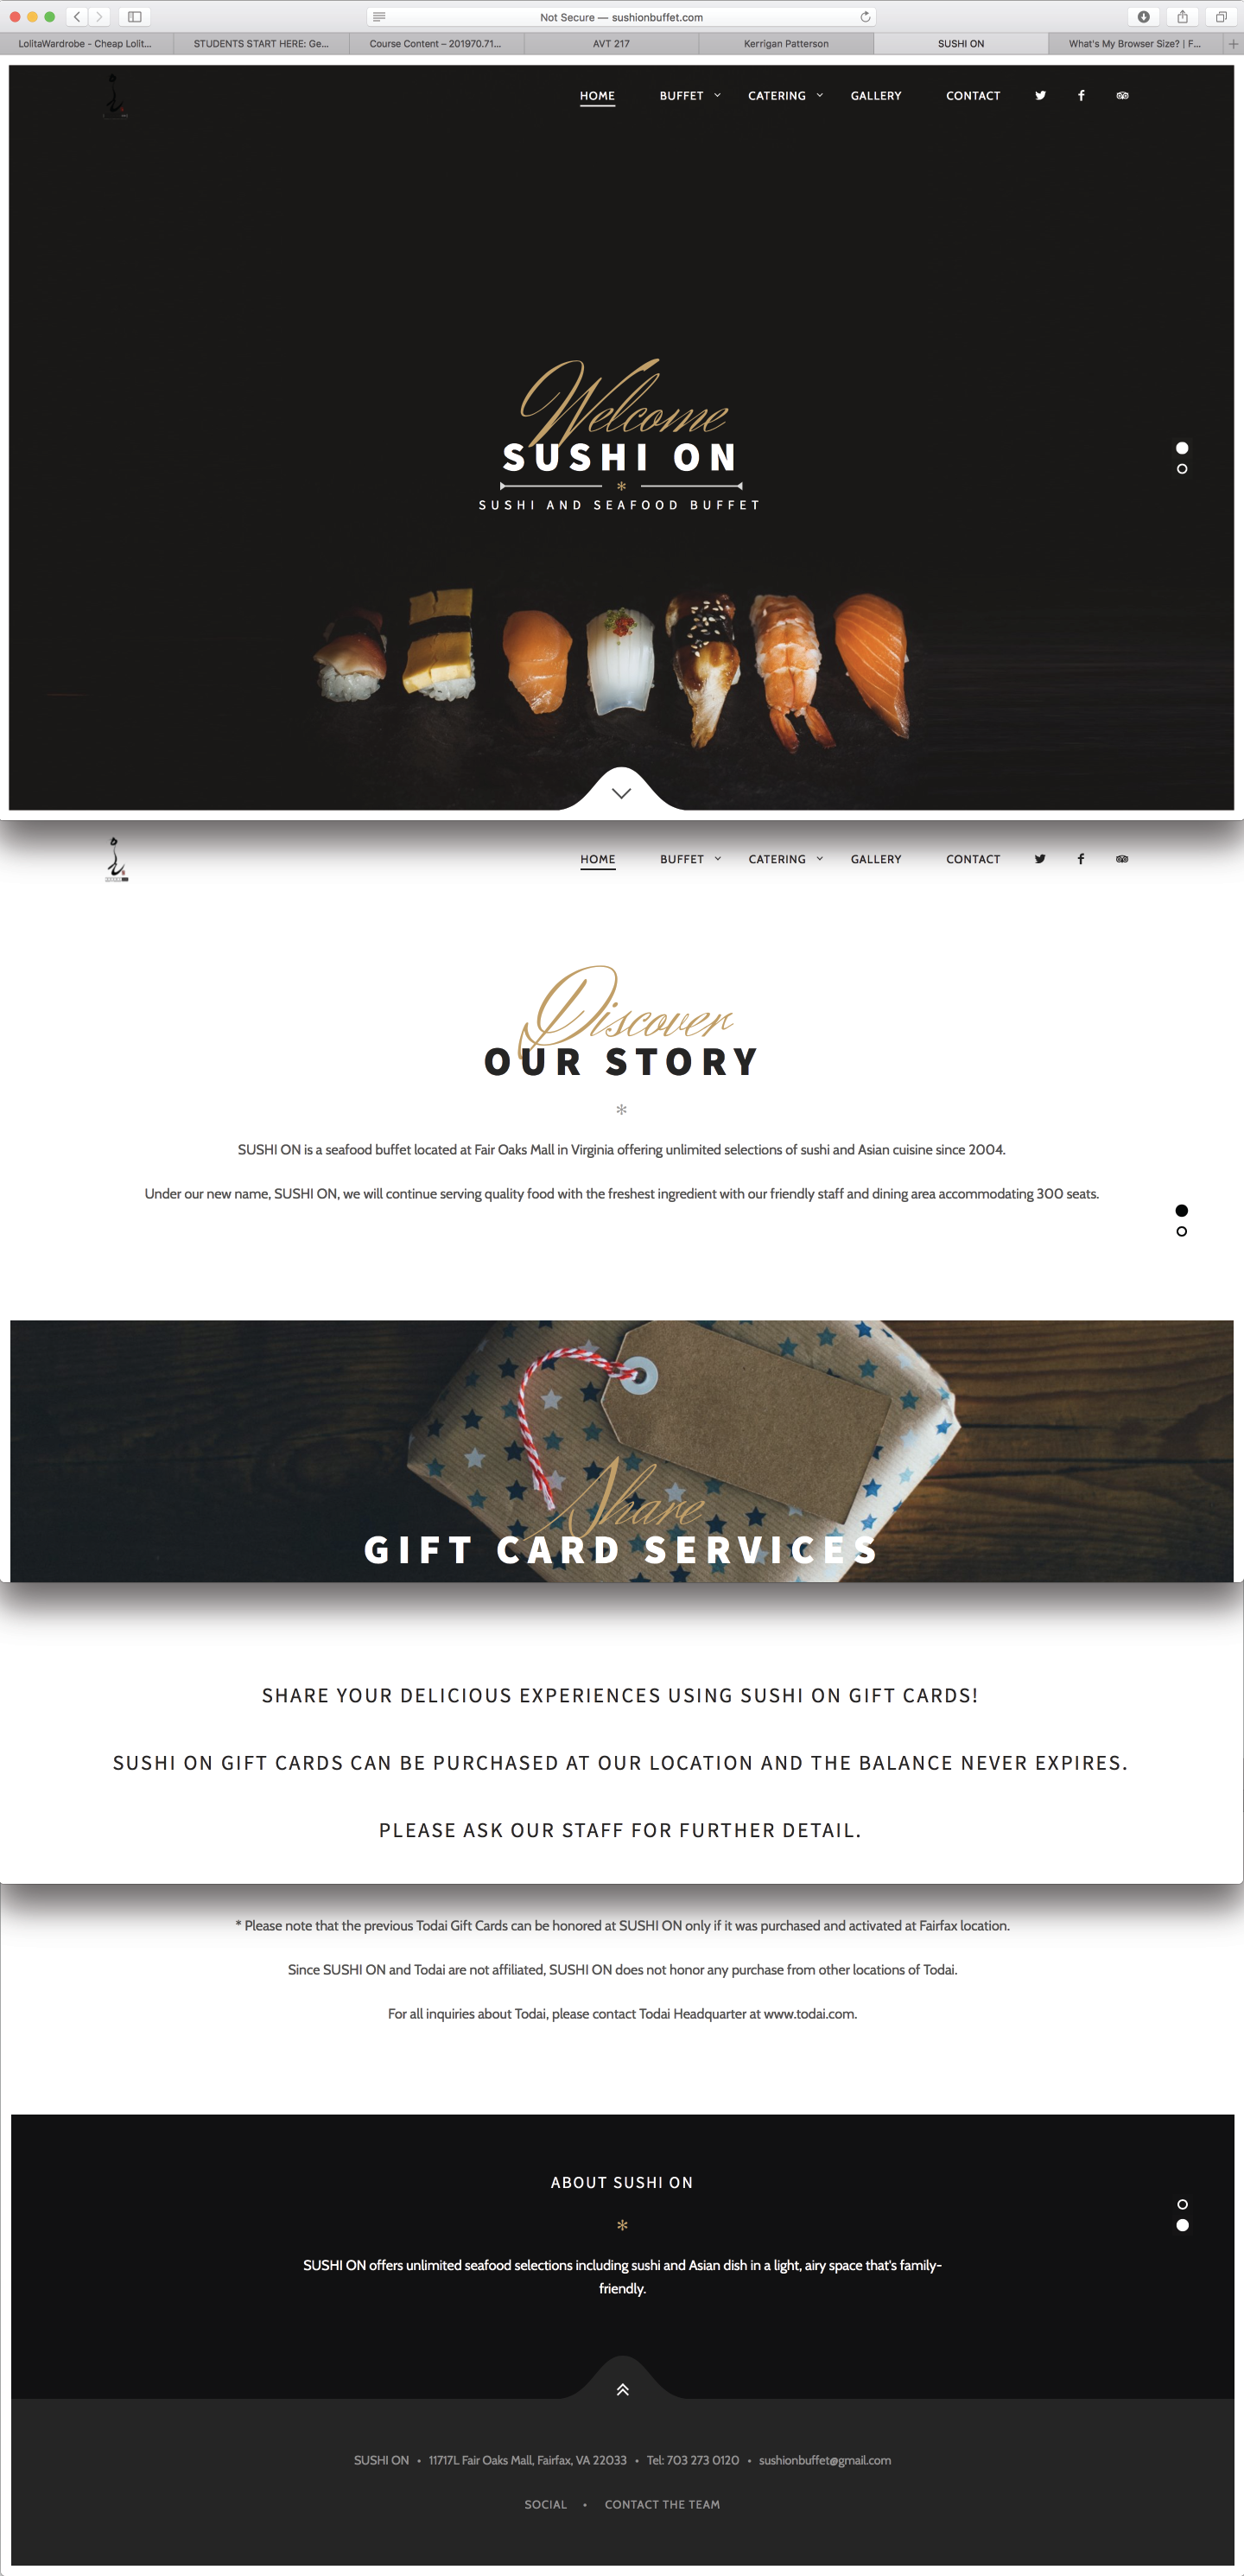 Not Secure — sushionbuffet.com
LolitaWardrobe - Cheap Lolit...
STUDENTS START HERE: Ge...
Course Content – 201970.71...
AVT 217
Kerrigan Patterson
SUSHI ON
What's My Browser Size? | F...
HOME BUFFET CATERING GALLERY CONTACT
Welcome
SUSHI ON
SUSHI AND SEAFOOD BUFFET
HOME BUFFET CATERING GALLERY CONTACT
Discover
OUR STORY
SUSHI ON is a seafood buffet located at Fair Oaks Mall in Virginia offering unlimited selections of sushi and Asian cuisine since 2004.
Under our new name, SUSHI ON, we will continue serving quality food with the freshest ingredient with our friendly staff and dining area accommodating 300 seats.
Share
GIFT CARD SERVICES
SHARE YOUR DELICIOUS EXPERIENCES USING SUSHI ON GIFT CARDS!
SUSHI ON GIFT CARDS CAN BE PURCHASED AT OUR LOCATION AND THE BALANCE NEVER EXPIRES.
PLEASE ASK OUR STAFF FOR FURTHER DETAIL.
* Please note that the previous Todai Gift Cards can be honored at SUSHI ON only if it was purchased and activated at Fairfax location.
Since SUSHI ON and Todai are not affiliated, SUSHI ON does not honor any purchase from other locations of Todai.
For all inquiries about Todai, please contact Todai Headquarter at www.todai.com.
ABOUT SUSHI ON
SUSHI ON offers unlimited seafood selections including sushi and Asian dish in a light, airy space that's family-
friendly.
SUSHI ON • 11717L Fair Oaks Mall, Fairfax, VA 22033 • Tel: 703 273 0120 • sushionbuffet@gmail.com
SOCIAL • CONTACT THE TEAM